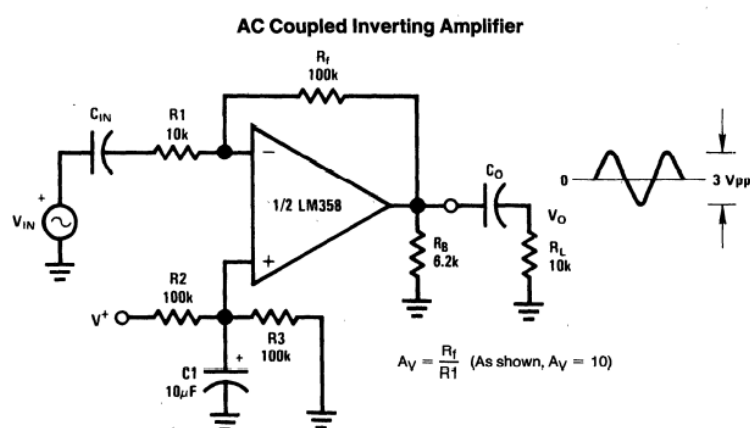 AC Coupled Inverting Amplifier
Rf
100k
CIN
R1
10k
+
VIN
−
+
1/2 LM358
CO
VO
0
3 Vpp
RB
6.2k
RL
10k
R2
100k
V+
R3
100k
C1
10μF
+
AV = Rf/R1 (As shown, AV = 10)